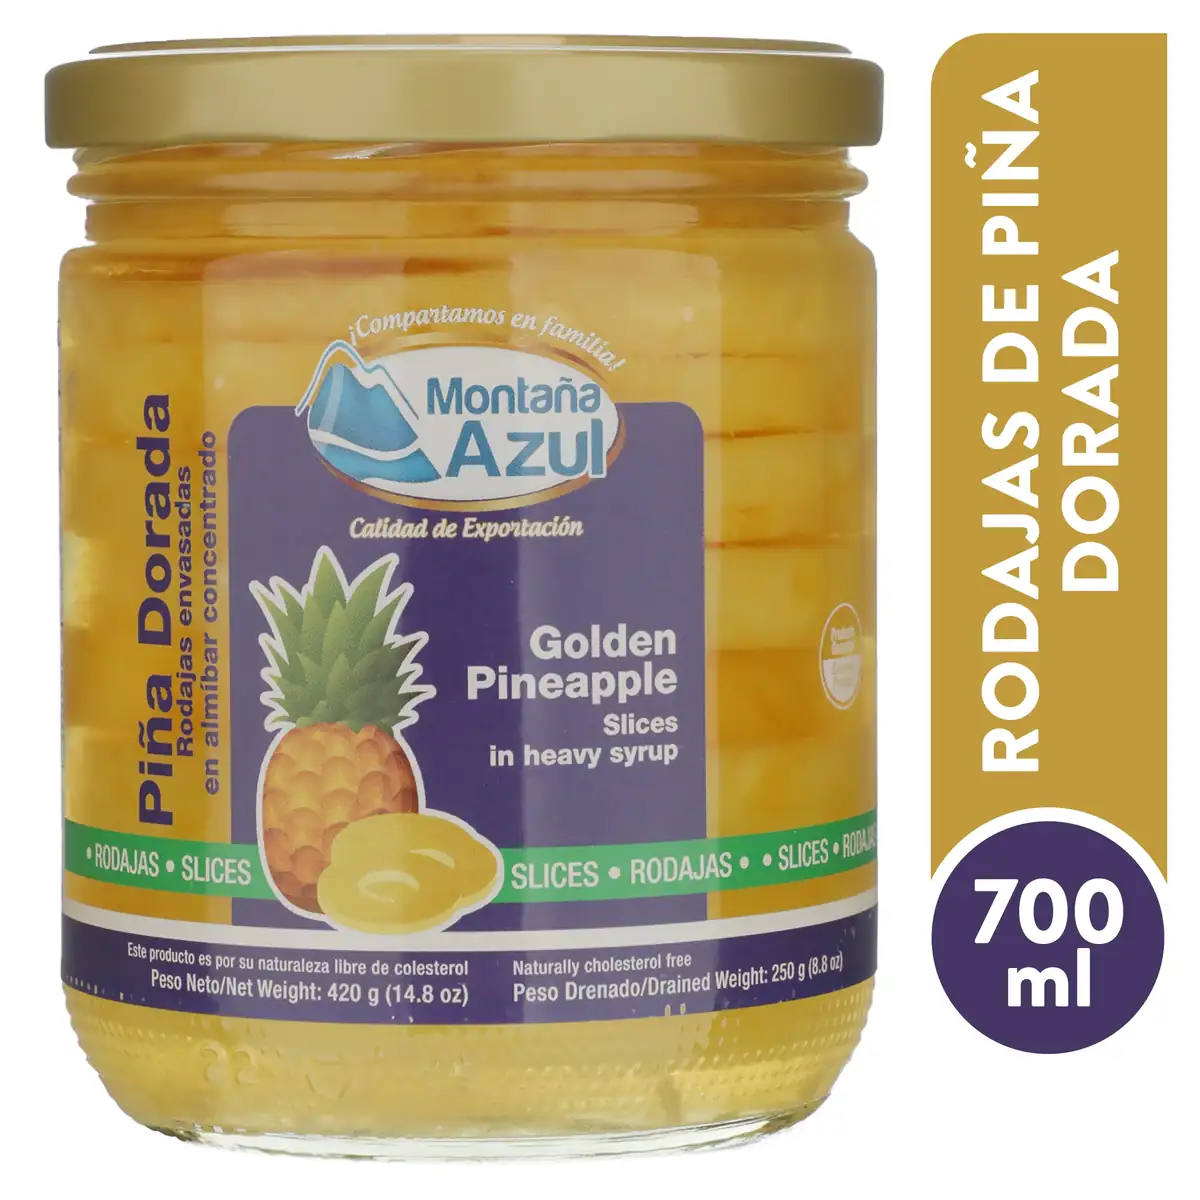 ¡Compartamos en familia!
Montaña
Azul
Calidad de Exportación
Piña Dorada
Rodajas envasadas
en almíbar concentrado
Golden
Pineapple
Slices
in heavy syrup
• RODAJAS • SLICES
SLICES • RODAJAS • • SLICES • RODAJAS
Este producto es por su naturaleza libre de colesterol
Peso Neto/Net Weight: 420 g (14.8 oz)
Naturally cholesterol free
Peso Drenado/Drained Weight: 250 g (8.8 oz)
22
RODAJAS DE PIÑA
DORADA
700
ml